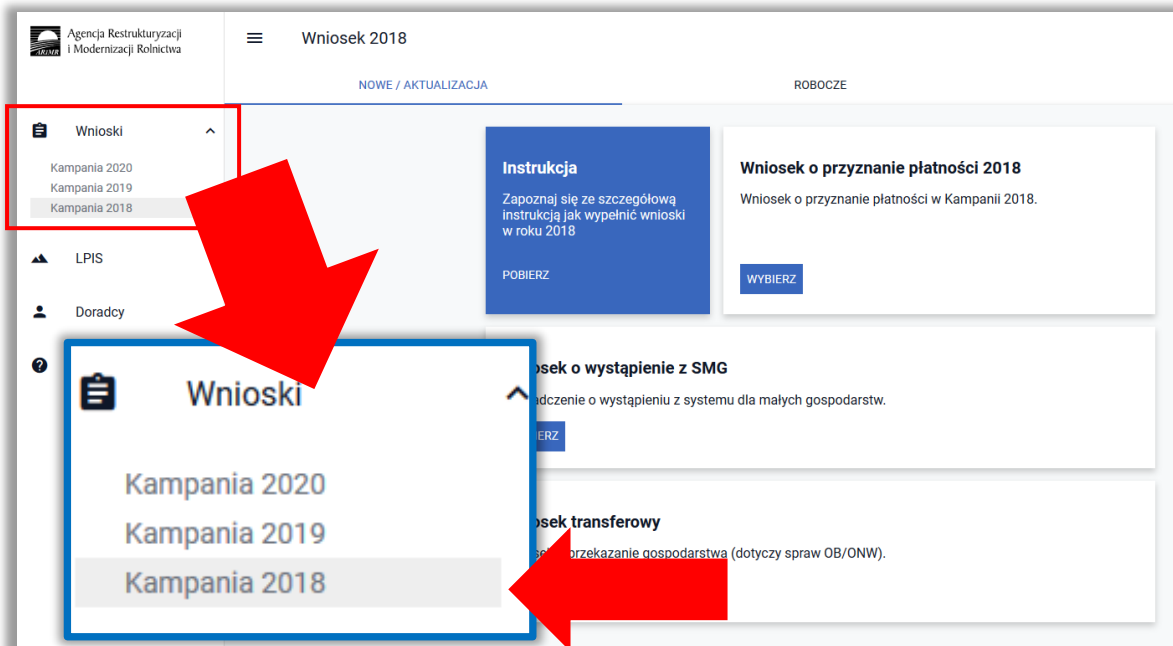 Agencja Restrukturyzacji
i Modernizacji Rolnictwa
ARiMR
Wniosek 2018
NOWE / AKTUALIZACJA
ROBOCZE
Wnioski
Kampania 2020
Kampania 2019
Kampania 2018
LPIS
Doradcy
Instrukcja
Zapoznaj się ze szczegółową
instrukcją jak wypełnić wnioski
w roku 2018
POBIERZ
Wniosek o przyznanie płatności 2018
Wniosek o przyznanie płatności w Kampanii 2018.
WYBIERZ
osek o wystąpienie z SMG
adczenie o wystąpieniu z systemu dla małych gospodarstw.
ERZ
osek transferowy
przekazanie gospodarstwa (dotyczy spraw OB/ONW).
Wnioski
Kampania 2020
Kampania 2019
Kampania 2018